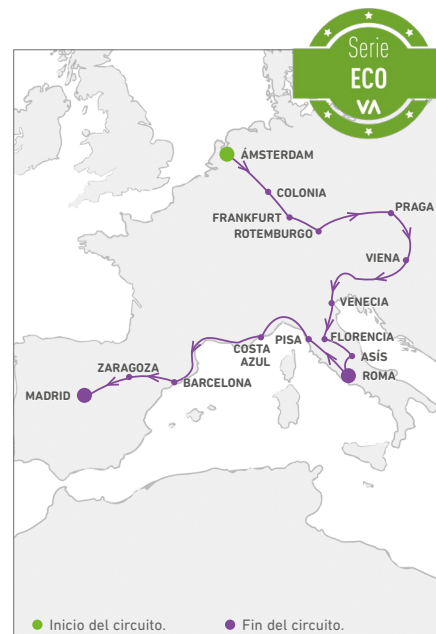 Serie
ECO
VA
ÁMSTERDAM
COLONIA
FRANKFURT
ROTEMBURGO
PRAGA
VIENA
VENECIA
FLORENCIA
PISA
ASÍS
COSTA
AZUL
ROMA
ZARAGOZA
BARCELONA
MADRID
Inicio del circuito.
Fin del circuito.